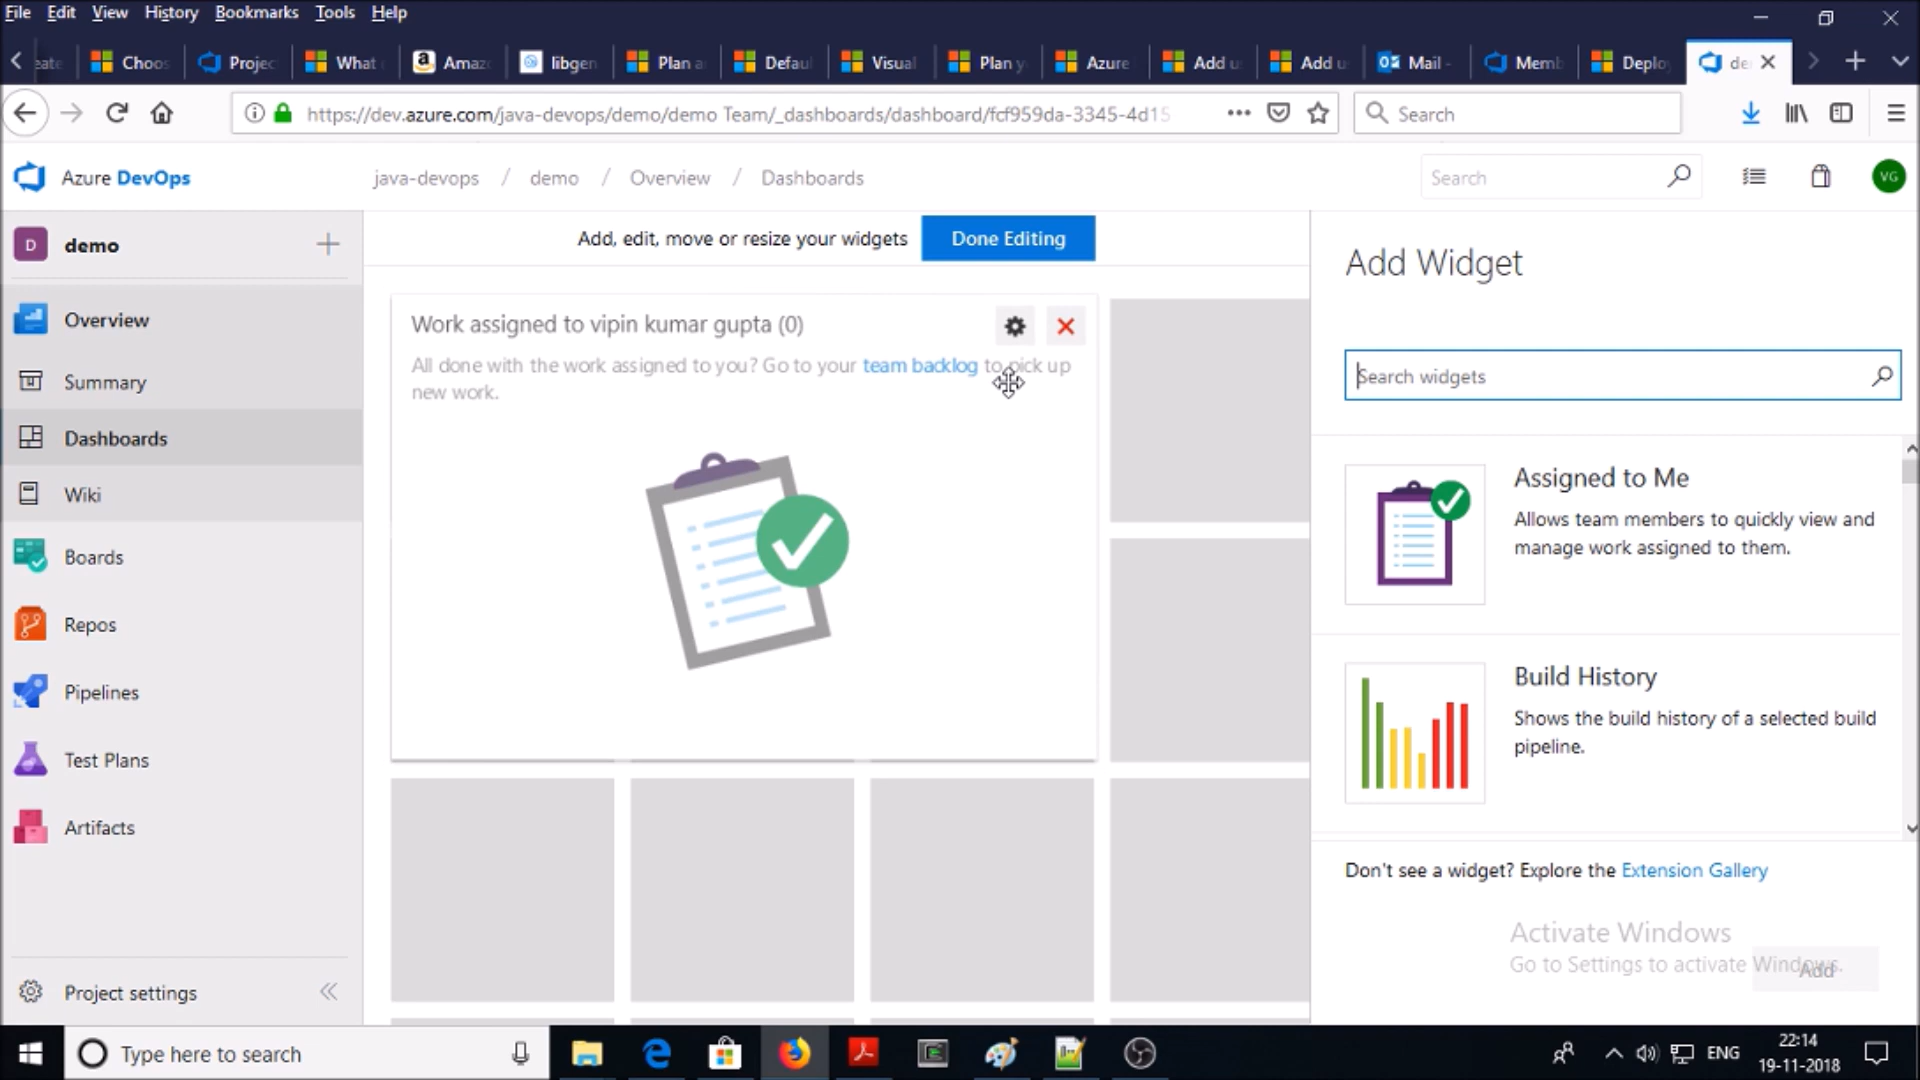 File Edit View History Bookmarks Tools Help
Choos Projec What Amaz libgen Plan a Defau Visual Plan y Azure Add u Add u Mail - Memb Deploy de
https://dev.azure.com/java-devops/demo/demo Team/_dashboards/dashboard/fcf959da-3345-4d15
Search
Azure DevOps
java-devops / demo / Overview / Dashboards
Search
VG
D demo
Add, edit, move or resize your widgets
Done Editing
Add Widget
Search widgets
Overview
Summary
Dashboards
Wiki
Boards
Repos
Pipelines
Test Plans
Artifacts
Project settings
Work assigned to vipin kumar gupta (0)
All done with the work assigned to you? Go to your team backlog to pick up
new work.
Assigned to Me
Allows team members to quickly view and
manage work assigned to them.
Build History
Shows the build history of a selected build
pipeline.
Don't see a widget? Explore the Extension Gallery
Activate Windows
Go to Settings to activate Windows.
Add
Type here to search
ENG
22:14
19-11-2018